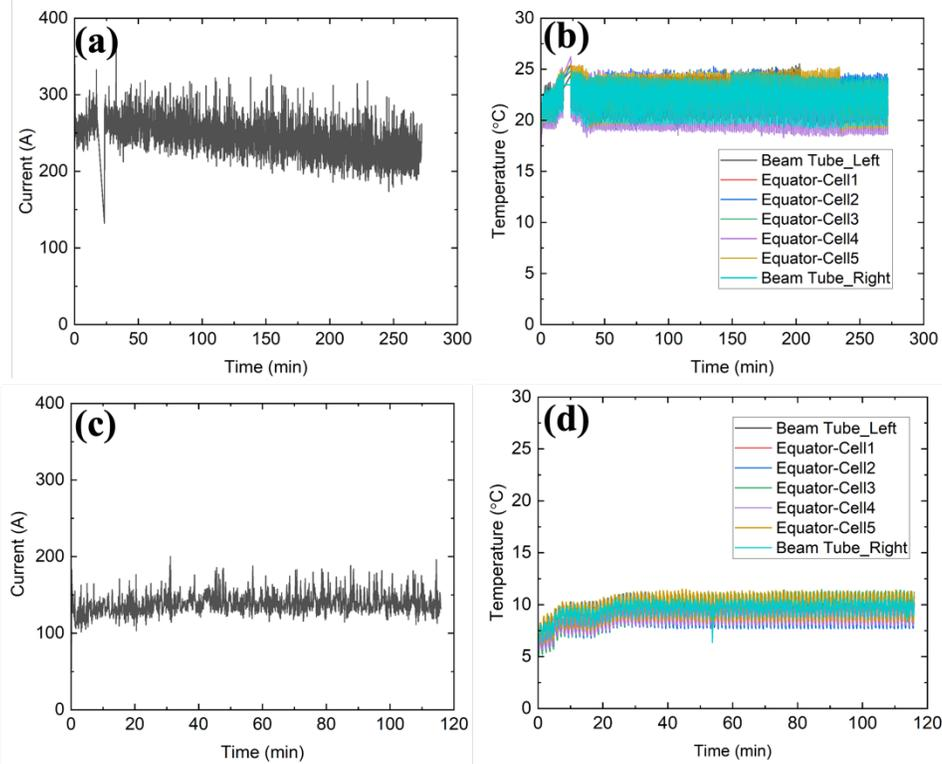 (a)
400
300
200
100
0
Current (A)
0 50 100 150 200 250 300
Time (min)
(b)
30
25
20
15
10
5
0
Temperature (°C)
Beam Tube_Left
Equator-Cell1
Equator-Cell2
Equator-Cell3
Equator-Cell4
Equator-Cell5
Beam Tube_Right
0 50 100 150 200 250 300
Time (min)
(c)
400
300
200
100
0
Current (A)
0 20 40 60 80 100 120
Time (min)
(d)
30
25
20
15
10
5
0
Temperature (°C)
Beam Tube_Left
Equator-Cell1
Equator-Cell2
Equator-Cell3
Equator-Cell4
Equator-Cell5
Beam Tube_Right
0 20 40 60 80 100 120
Time (min)